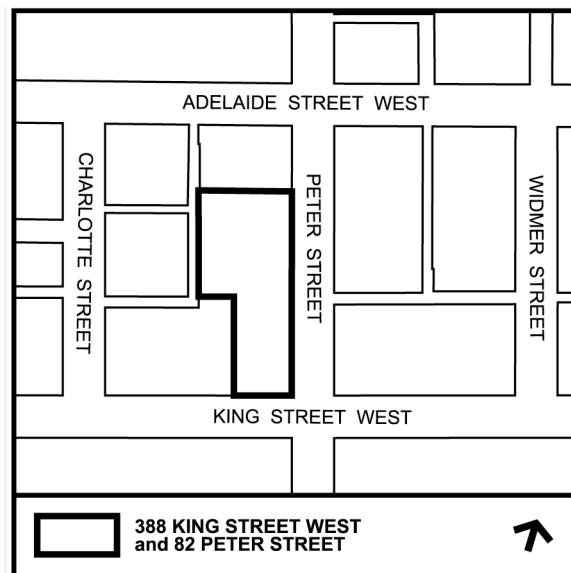 ADELAIDE STREET WEST
CHARLOTTE STREET
PETER STREET
WIDMER STREET
KING STREET WEST
388 KING STREET WEST
and 82 PETER STREET